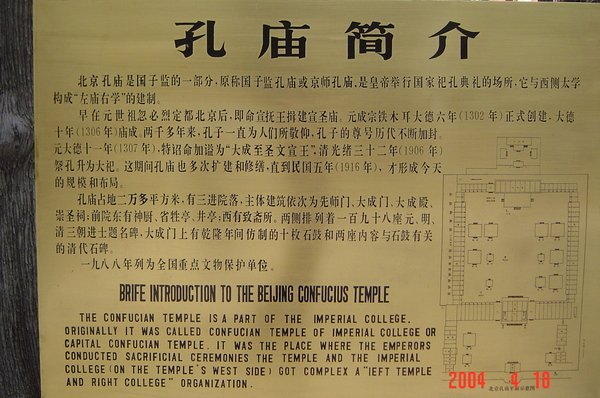 孔庙简介
北京孔庙是国子监的一部分，原称国子监孔庙或京师孔庙，是皇帝举行国家祀孔典礼的场所，它与西侧太学
构成“左庙右学”的建制。
早在元世祖忽必烈定都北京后，即命宣抚王揖建宣圣庙。元成宗铁木耳大德六年(1302年)正式创建，大德
十年(1306年)庙成。两千多年来，孔子一直为人们所敬仰，孔子的尊号历代不断加封。
元大德十一年(1307年)，特诏命加谥为“大成至圣文宣王”，清光绪三十二年(1906年)
祭孔升为大祀。这期间孔庙也多次扩建和修缮，直到民国五年(1916年)，才形成今天
的规模和布局。
孔庙占地二万多平方米，有三进院落，主体建筑依次为先师门、大成门、大成殿、
崇圣祠；前院东有神厨、省牲亭、井亭；西有致斋所。两侧排列着一百九十八座元、明、
清三朝进士题名碑，大成门上有乾隆年间仿制的十枚石鼓和两座内容与石鼓有关
的清代石碑。
一九八八年列为全国重点文物保护单位。
BRIFE INTRODUCTION TO THE BEIJING CONFUCIUS TEMPLE
THE CONFUCIAN TEMPLE IS A PART OF THE IMPERIAL COLLEGE.
ORIGINALLY IT WAS CALLED CONFUCIAN TEMPLE OF IMPERIAL COLLEGE OR
CAPITAL CONFUCIAN TEMPLE. IT WAS THE PLACE WHERE THE EMPERORS
CONDUCTED SACRIFICIAL CEREMONIES THE TEMPLE AND THE IMPERIAL
COLLEGE (ON THE TEMPLE'S WEST SIDE) GOT COMPLEX A "LEFT TEMPLE
AND RIGHT COLLEGE" ORGANIZATION.
北京孔庙平面示意图
2004 4 18